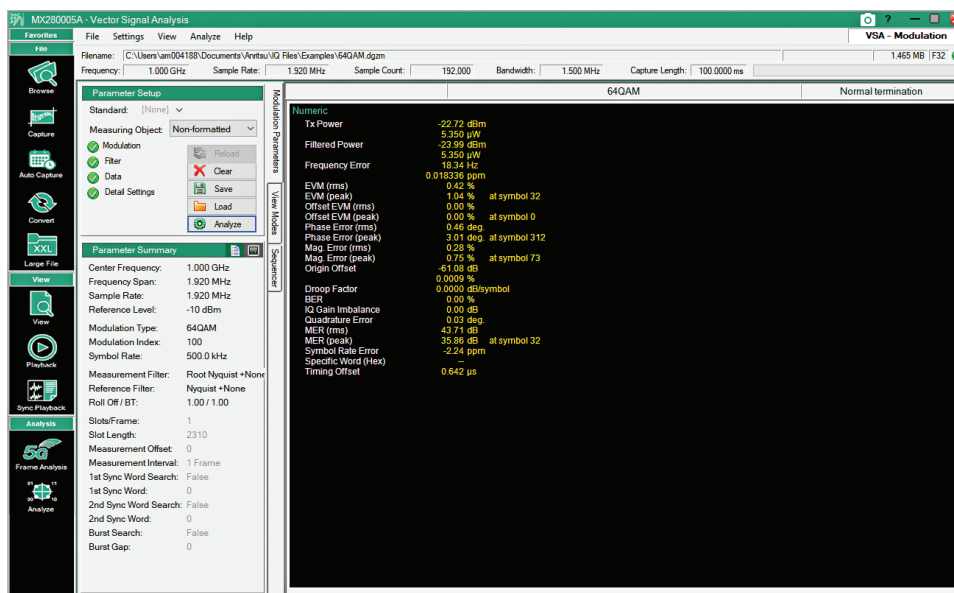 MX280005A - Vector Signal Analysis
?
Favorites
File Settings View Analyze Help
VSA - Modulation
File
Filename: C:\Users\am004188\Documents\Anritsu\IQ Files\Examples\64QAM.dgzm
1.465 MB F32
Frequency: 1.000 GHz Sample Rate: 1.920 MHz Sample Count: 192,000 Bandwidth: 1.500 MHz Capture Length: 100.0000 ms
Browse
Capture
Auto Capture
Convert
XXL
Large File
View
View
Playback
Sync Playback
Analysis
5G
Frame Analysis
01 11
00 10
Analyze
Parameter Setup
Standard: [None]
Measuring Object: Non-formatted
Modulation
Filter
Data
Detail Settings
Reload
Clear
Save
Load
Analyze
Modulation Parameters
View Modes
Sequencer
Parameter Summary
Center Frequency: 1.000 GHz
Frequency Span: 1.920 MHz
Sample Rate: 1.920 MHz
Reference Level: -10 dBm
Modulation Type: 64QAM
Modulation Index: 100
Symbol Rate: 500.0 kHz
Measurement Filter: Root Nyquist +None
Reference Filter: Nyquist +None
Roll Off / BT: 1.00 / 1.00
Slots/Frame: 1
Slot Length: 2310
Measurement Offset: 0
Measurement Interval: 1 Frame
1st Sync Word Search: False
1st Sync Word: 0
2nd Sync Word Search: False
2nd Sync Word: 0
Burst Search: False
Burst Gap: 0
64QAM
Normal termination
Numeric
Tx Power -22.72 dBm
5.350 µW
Filtered Power -23.99 dBm
5.350 µW
Frequency Error 18.34 Hz
0.018336 ppm
EVM (rms) 0.42 %
EVM (peak) 1.04 % at symbol 32
Offset EVM (rms) 0.00 %
Offset EVM (peak) 0.00 % at symbol 0
Phase Error (rms) 0.46 deg.
Phase Error (peak) 3.01 deg. at symbol 312
Mag. Error (rms) 0.28 %
Mag. Error (peak) 0.75 % at symbol 73
Origin Offset -61.08 dB
0.0009 %
Droop Factor 0.0000 dB/symbol
BER 0.00 %
IQ Gain Imbalance 0.00 dB
Quadrature Error 0.03 deg.
MER (rms) 43.71 dB
MER (peak) 35.86 dB at symbol 32
Symbol Rate Error -2.24 ppm
Specific Word (Hex) --
Timing Offset 0.642 µs